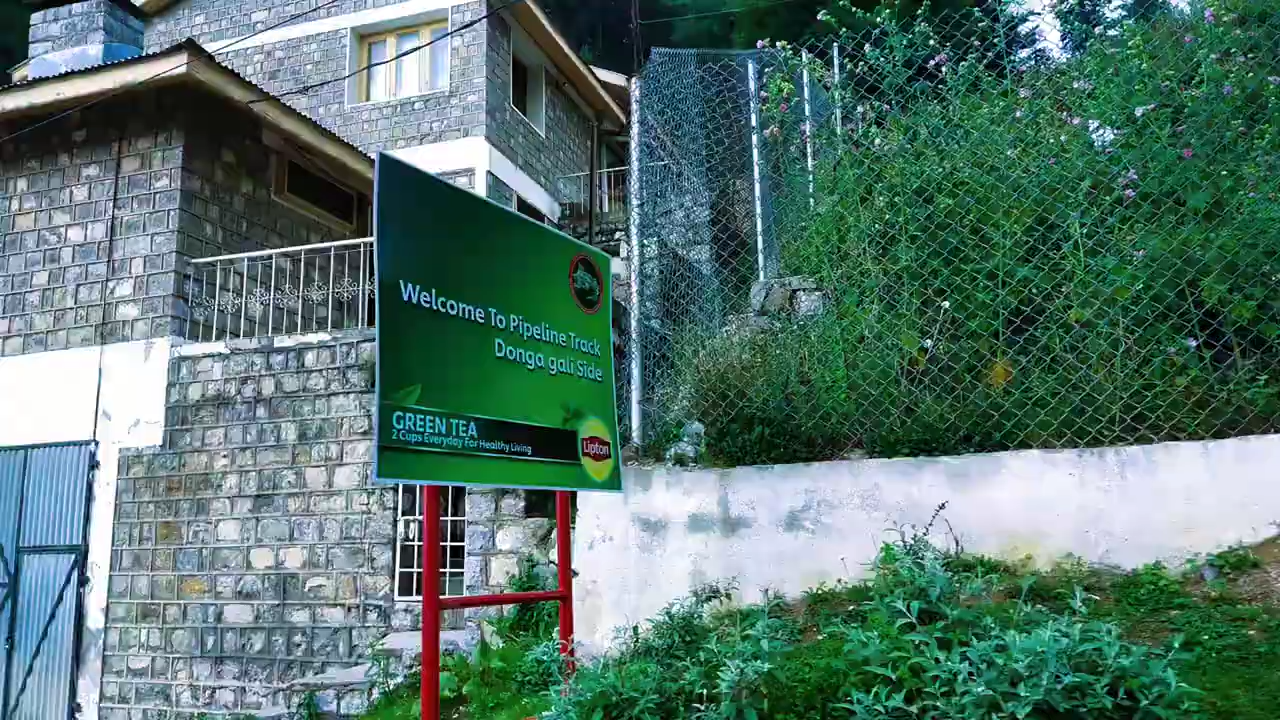 Welcome To Pipeline Track
Donga gali Side
GREEN TEA
2 Cups Everyday For Healthy Living
Lipton